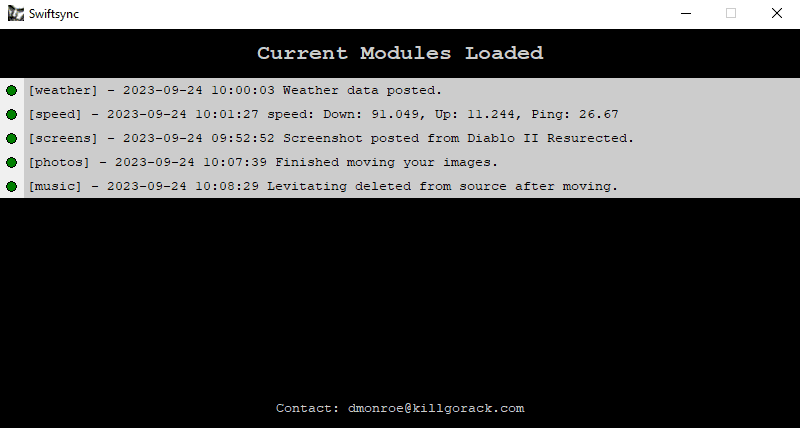 Swiftsync
Current Modules Loaded
[weather] - 2023-09-24 10:00:03 Weather data posted.
[speed] - 2023-09-24 10:01:27 speed: Down: 91.049, Up: 11.244, Ping: 26.67
[screens] - 2023-09-24 09:52:52 Screenshot posted from Diablo II Resurected.
[photos] - 2023-09-24 10:07:39 Finished moving your images.
[music] - 2023-09-24 10:08:29 Levitating deleted from source after moving.
Contact: dmonroe@killgorack.com